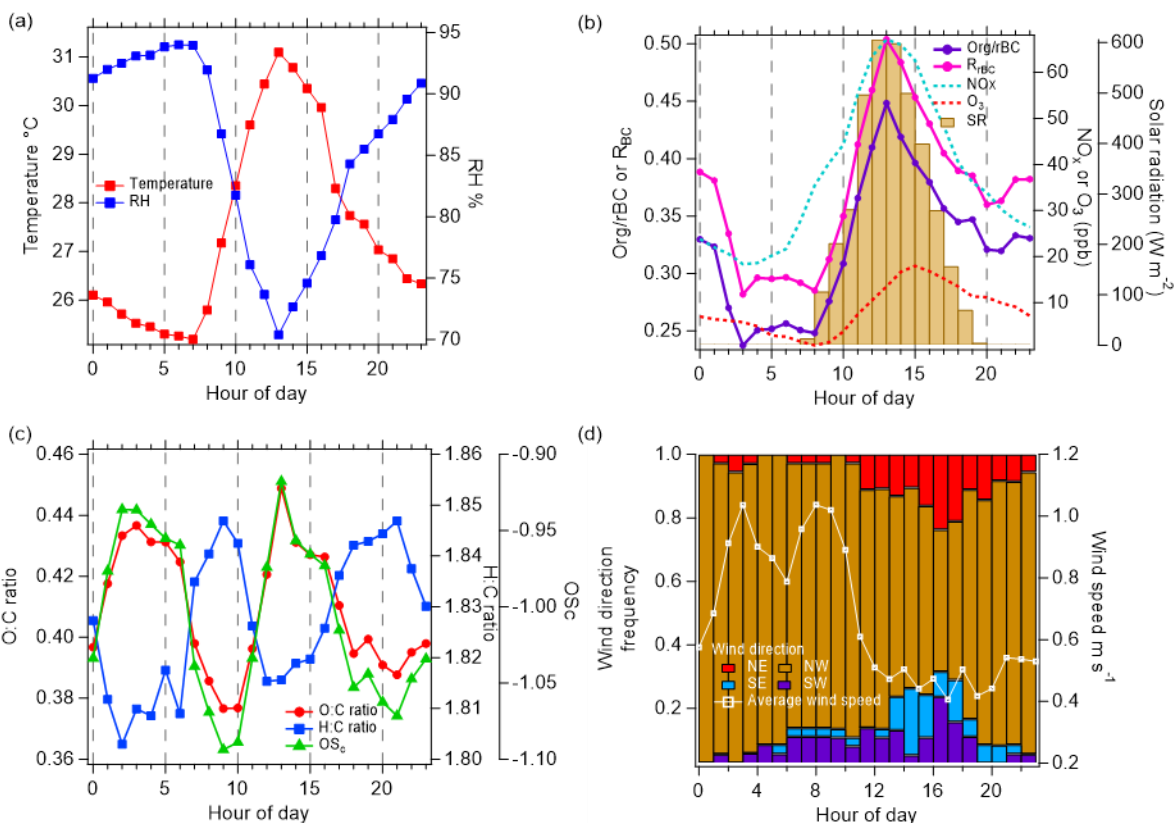 (a)
31
30
29
28
27
26
Temperature °C
Temperature
RH
95
90
85
80
75
70
RH %
0
5
10
15
20
Hour of day
(b)
0.50
0.45
0.40
0.35
0.30
0.25
Org/rBC or R_BC
Org/rBC
R_rBC
NOx
O_3
SR
60
50
40
30
20
10
0
NO_x or O_3 (ppb)
600
500
400
300
200
100
0
Solar radiation (W m^-2)
0
5
10
15
20
Hour of day
(c)
0.46
0.44
0.42
0.40
0.38
0.36
O:C ratio
O:C ratio
H:C ratio
OS_c
1.86
1.85
1.84
1.83
1.82
1.81
1.80
H:C ratio
-0.90
-0.95
-1.00
-1.05
-1.10
OSc
0
5
10
15
20
Hour of day
(d)
1.0
0.8
0.6
0.4
0.2
Wind direction
frequency
Wind direction
NE NW
SE SW
Average wind speed
1.2
1.0
0.8
0.6
0.4
0.2
Wind speed m s^-1
0
4
8
12
16
20
Hour of day